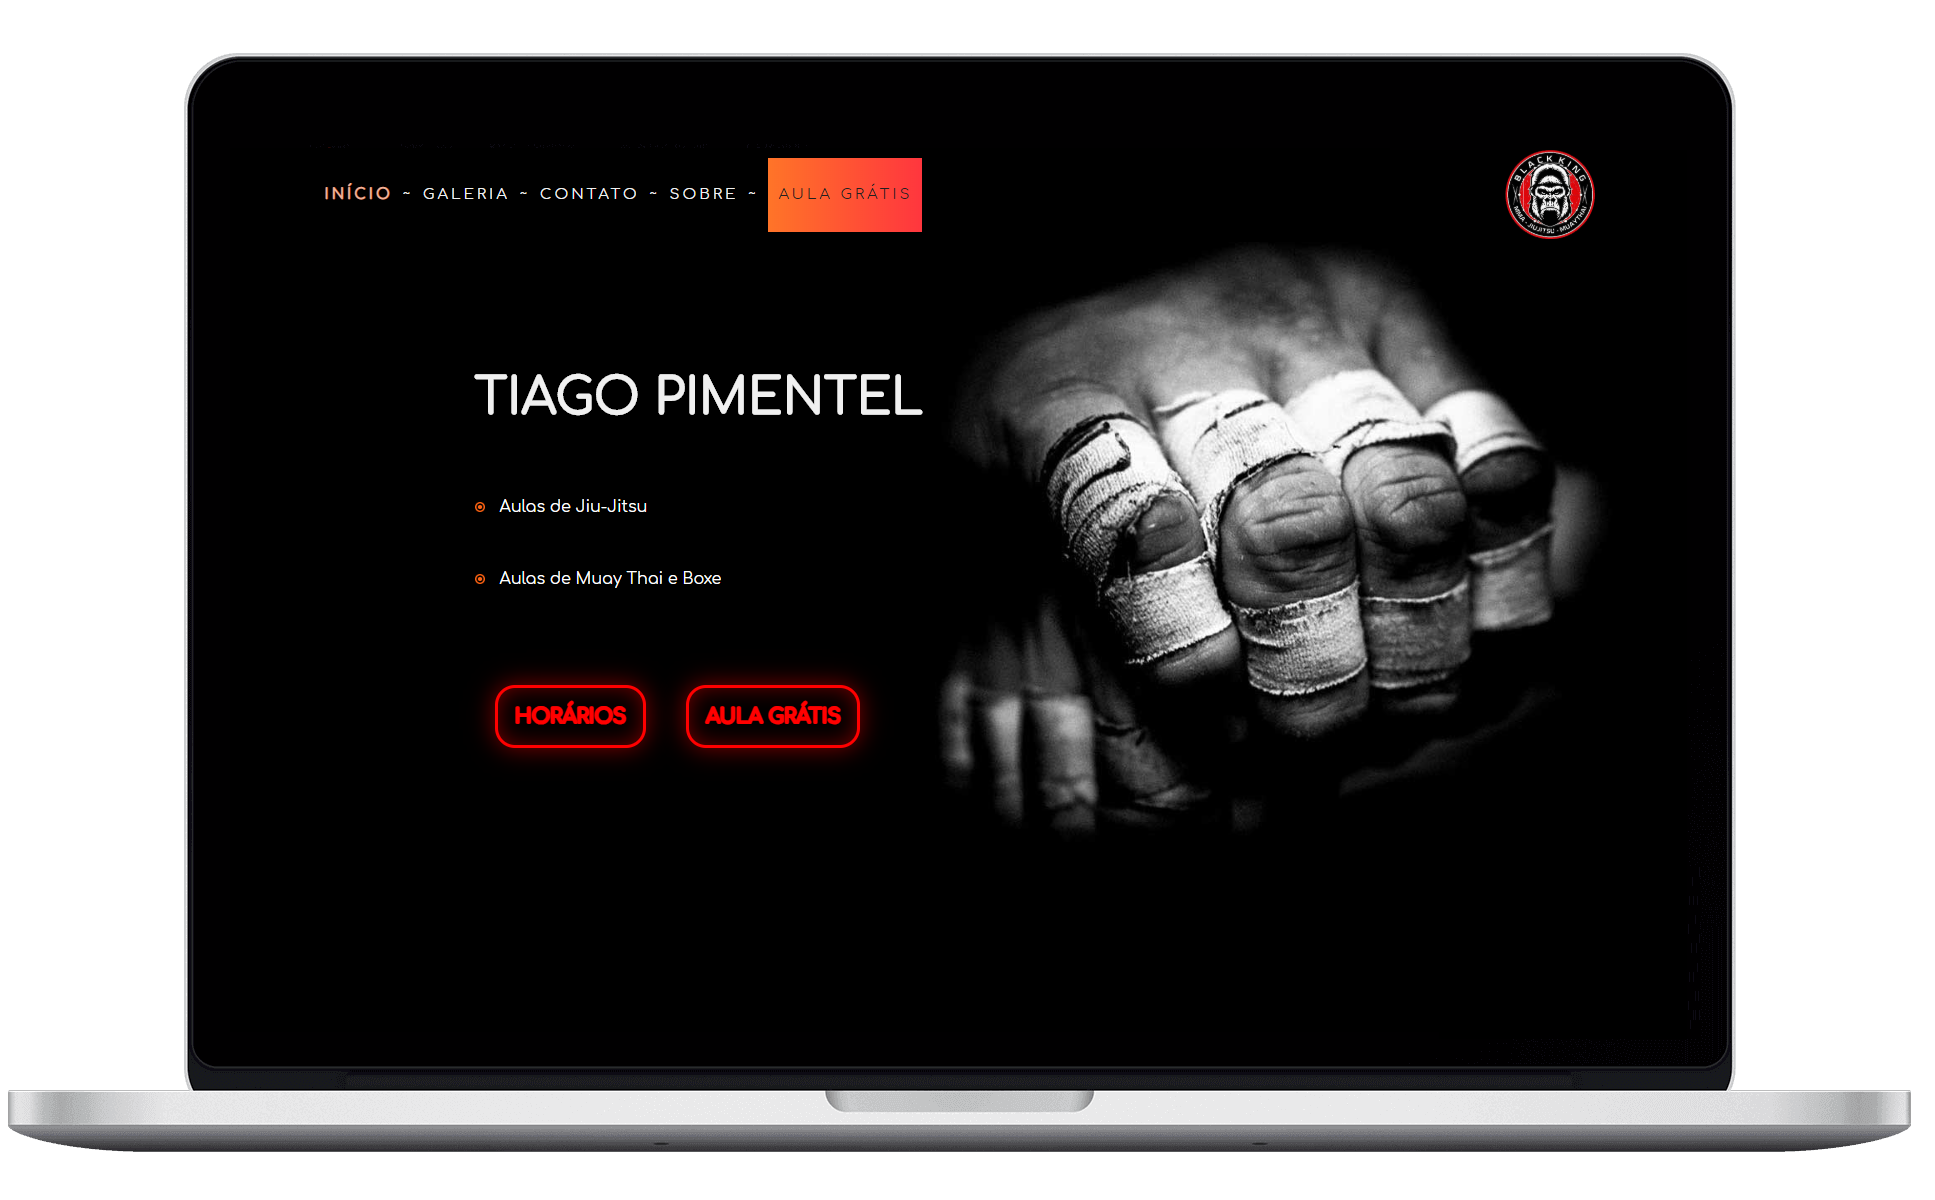 INÍCIO ~ GALERIA ~ CONTATO ~ SOBRE ~ AULA GRÁTIS
BLACK KING
MMA - JIUJITSU - MUAYTHAI
TIAGO PIMENTEL
Aulas de Jiu-Jitsu
Aulas de Muay Thai e Boxe
HORÁRIOS AULA GRÁTIS